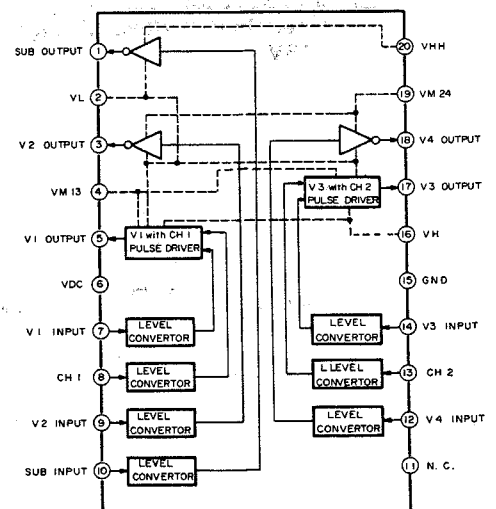 SUB OUTPUT 1
VL 2
V2 OUTPUT 3
VM 13 4
V1 OUTPUT 5
VDC 6
V1 INPUT 7
CH 1 8
V2 INPUT 9
SUB INPUT 10
V1 with CH 1
PULSE DRIVER
LEVEL
CONVERTOR
LEVEL
CONVERTOR
LEVEL
CONVERTOR
LEVEL
CONVERTOR
V3 with CH 2
PULSE DRIVER
LEVEL
CONVERTOR
L LEVEL
CONVERTOR
LEVEL
CONVERTOR
20 VHH
19 VM 24
18 V4 OUTPUT
17 V3 OUTPUT
16 VH
15 GND
14 V3 INPUT
13 CH 2
12 V4 INPUT
11 N. C.